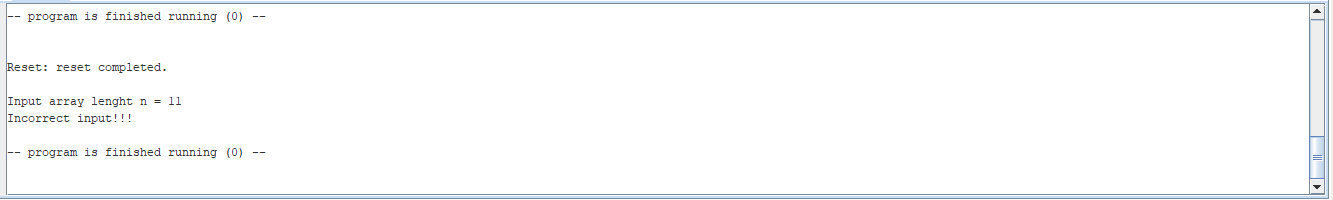 -- program is finished running (0) --
Reset: reset completed.
Input array lenght n = 11
Incorrect input!!!
-- program is finished running (0) --